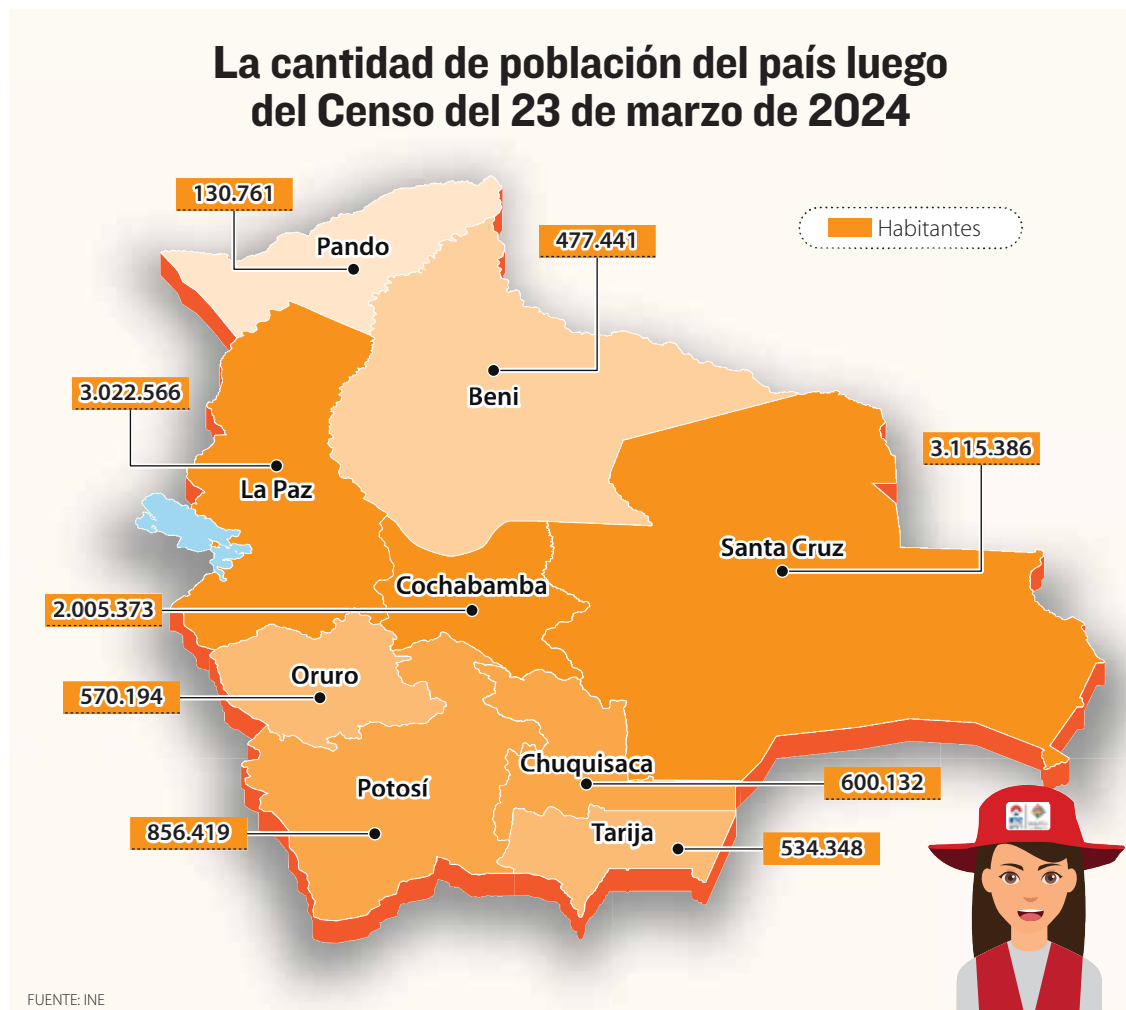 La cantidad de población del país luego
del Censo del 23 de marzo de 2024
130.761
Pando
477.441
Habitantes
3.022.566
Beni
La Paz
3.115.386
Santa Cruz
Cochabamba
2.005.373
Oruro
570.194
Chuquisaca
600.132
Potosí
856.419
Tarija
534.348
FUENTE: INE